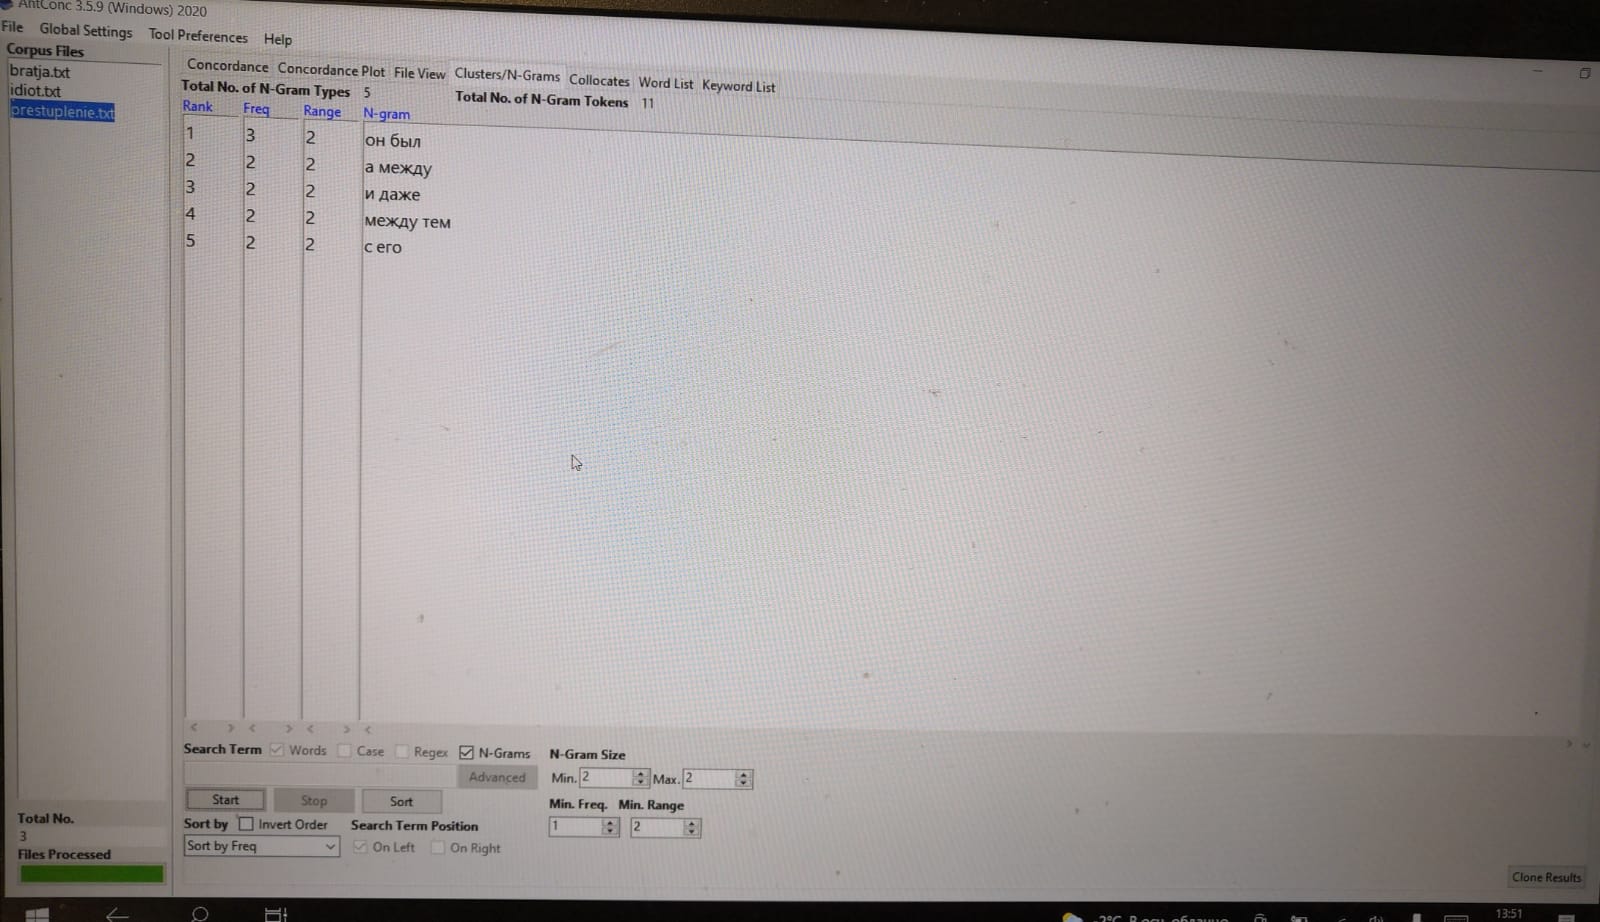 AntConc 3.5.9 (Windows) 2020
File Global Settings Tool Preferences Help
Corpus Files
bratja.txt
idiot.txt
prestuplenie.txt
Concordance Concordance Plot File View Clusters/N-Grams Collocates Word List Keyword List
Total No. of N-Gram Types 5 Total No. of N-Gram Tokens 11
Rank Freq Range N-gram
1 3 2 он был
2 2 2 а между
3 2 2 и даже
4 2 2 между тем
5 2 2 с его
Search Term Words Case Regex N-Grams N-Gram Size
Advanced Min. 2 Max. 2
Start Stop Sort Min. Freq. Min. Range
Sort by Invert Order Search Term Position 1 2
Sort by Freq On Left On Right
Total No.
3
Files Processed
Clone Results
-2°C 13:51